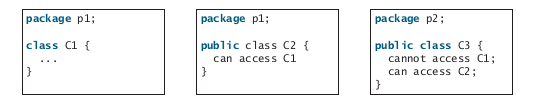 package p1;
class C1 {
...
}
package p1;
public class C2 {
can access C1
}
package p2;
public class C3 {
cannot access C1;
can access C2;
}